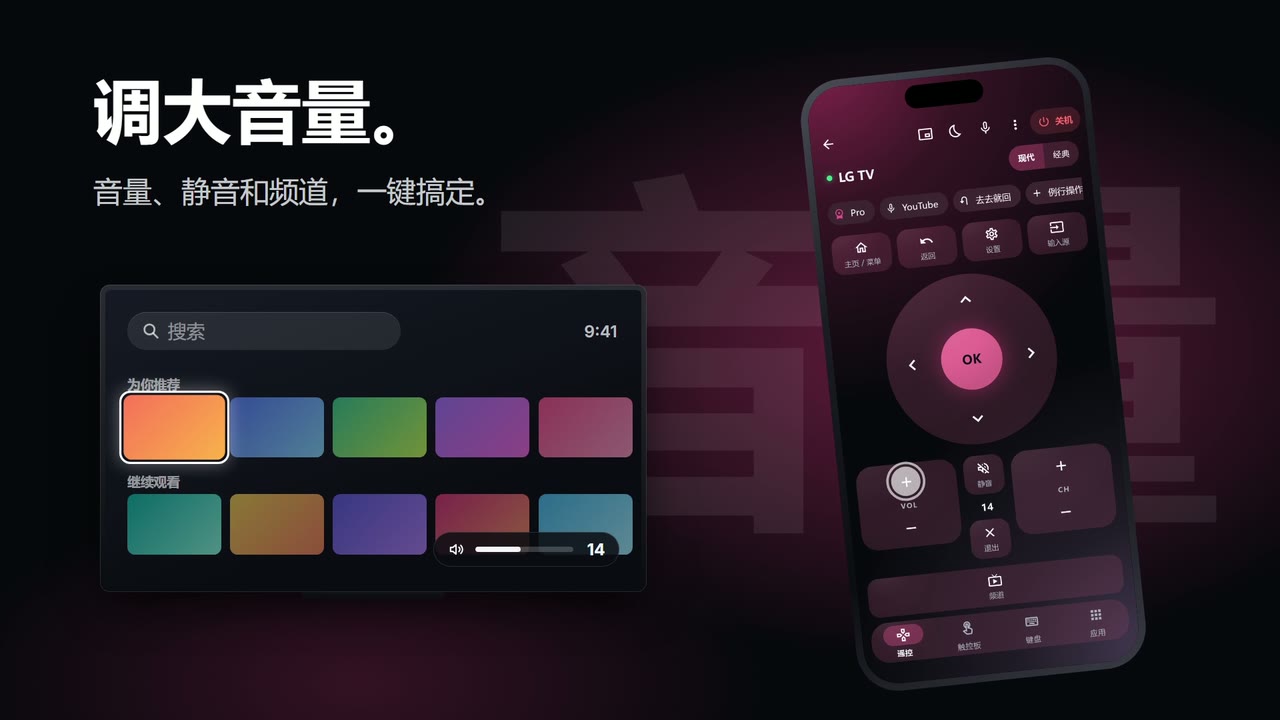 调大音量。
音量、静音和频道，一键搞定。
音量
搜索
9:41
为你推荐
继续观看
14
关机
LG TV
现代
经典
Pro
YouTube
去去就回
例行操作
主页 / 菜单
返回
设置
输入源
OK
VOL
静音
14
退出
CH
频道
遥控
触控板
键盘
应用